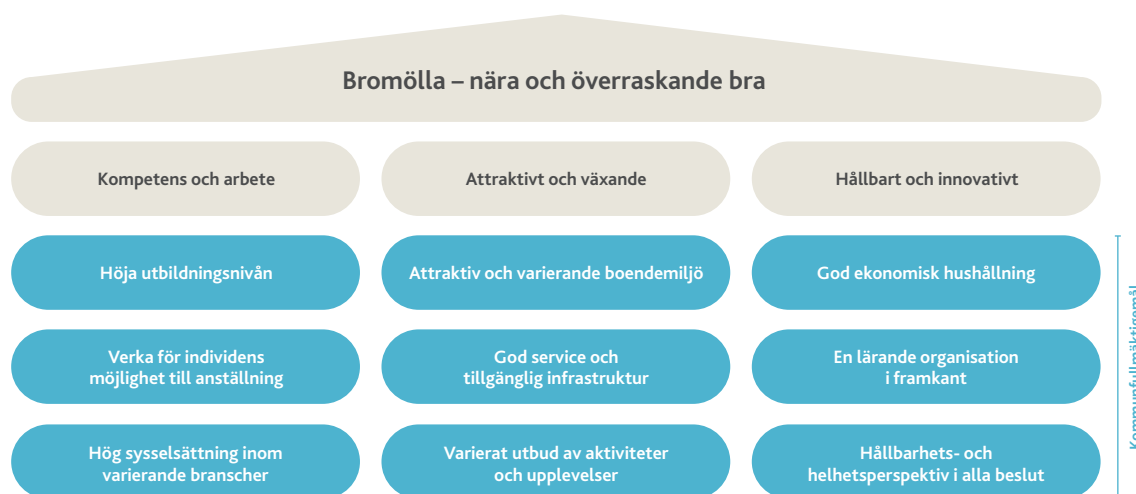 Bromölla – nära och överraskande bra
Kompetens och arbete
Attraktivt och växande
Hållbart och innovativt
Höja utbildningsnivån
Attraktiv och varierande boendemiljö
God ekonomisk hushållning
Verka för individens
möjlighet till anställning
God service och
tillgänglig infrastruktur
En lärande organisation
i framkant
Hög sysselsättning inom
varierande branscher
Varierat utbud av aktiviteter
och upplevelser
Hållbarhets- och
helhetsperspektiv i alla beslut
Kommunfullmäktigemål